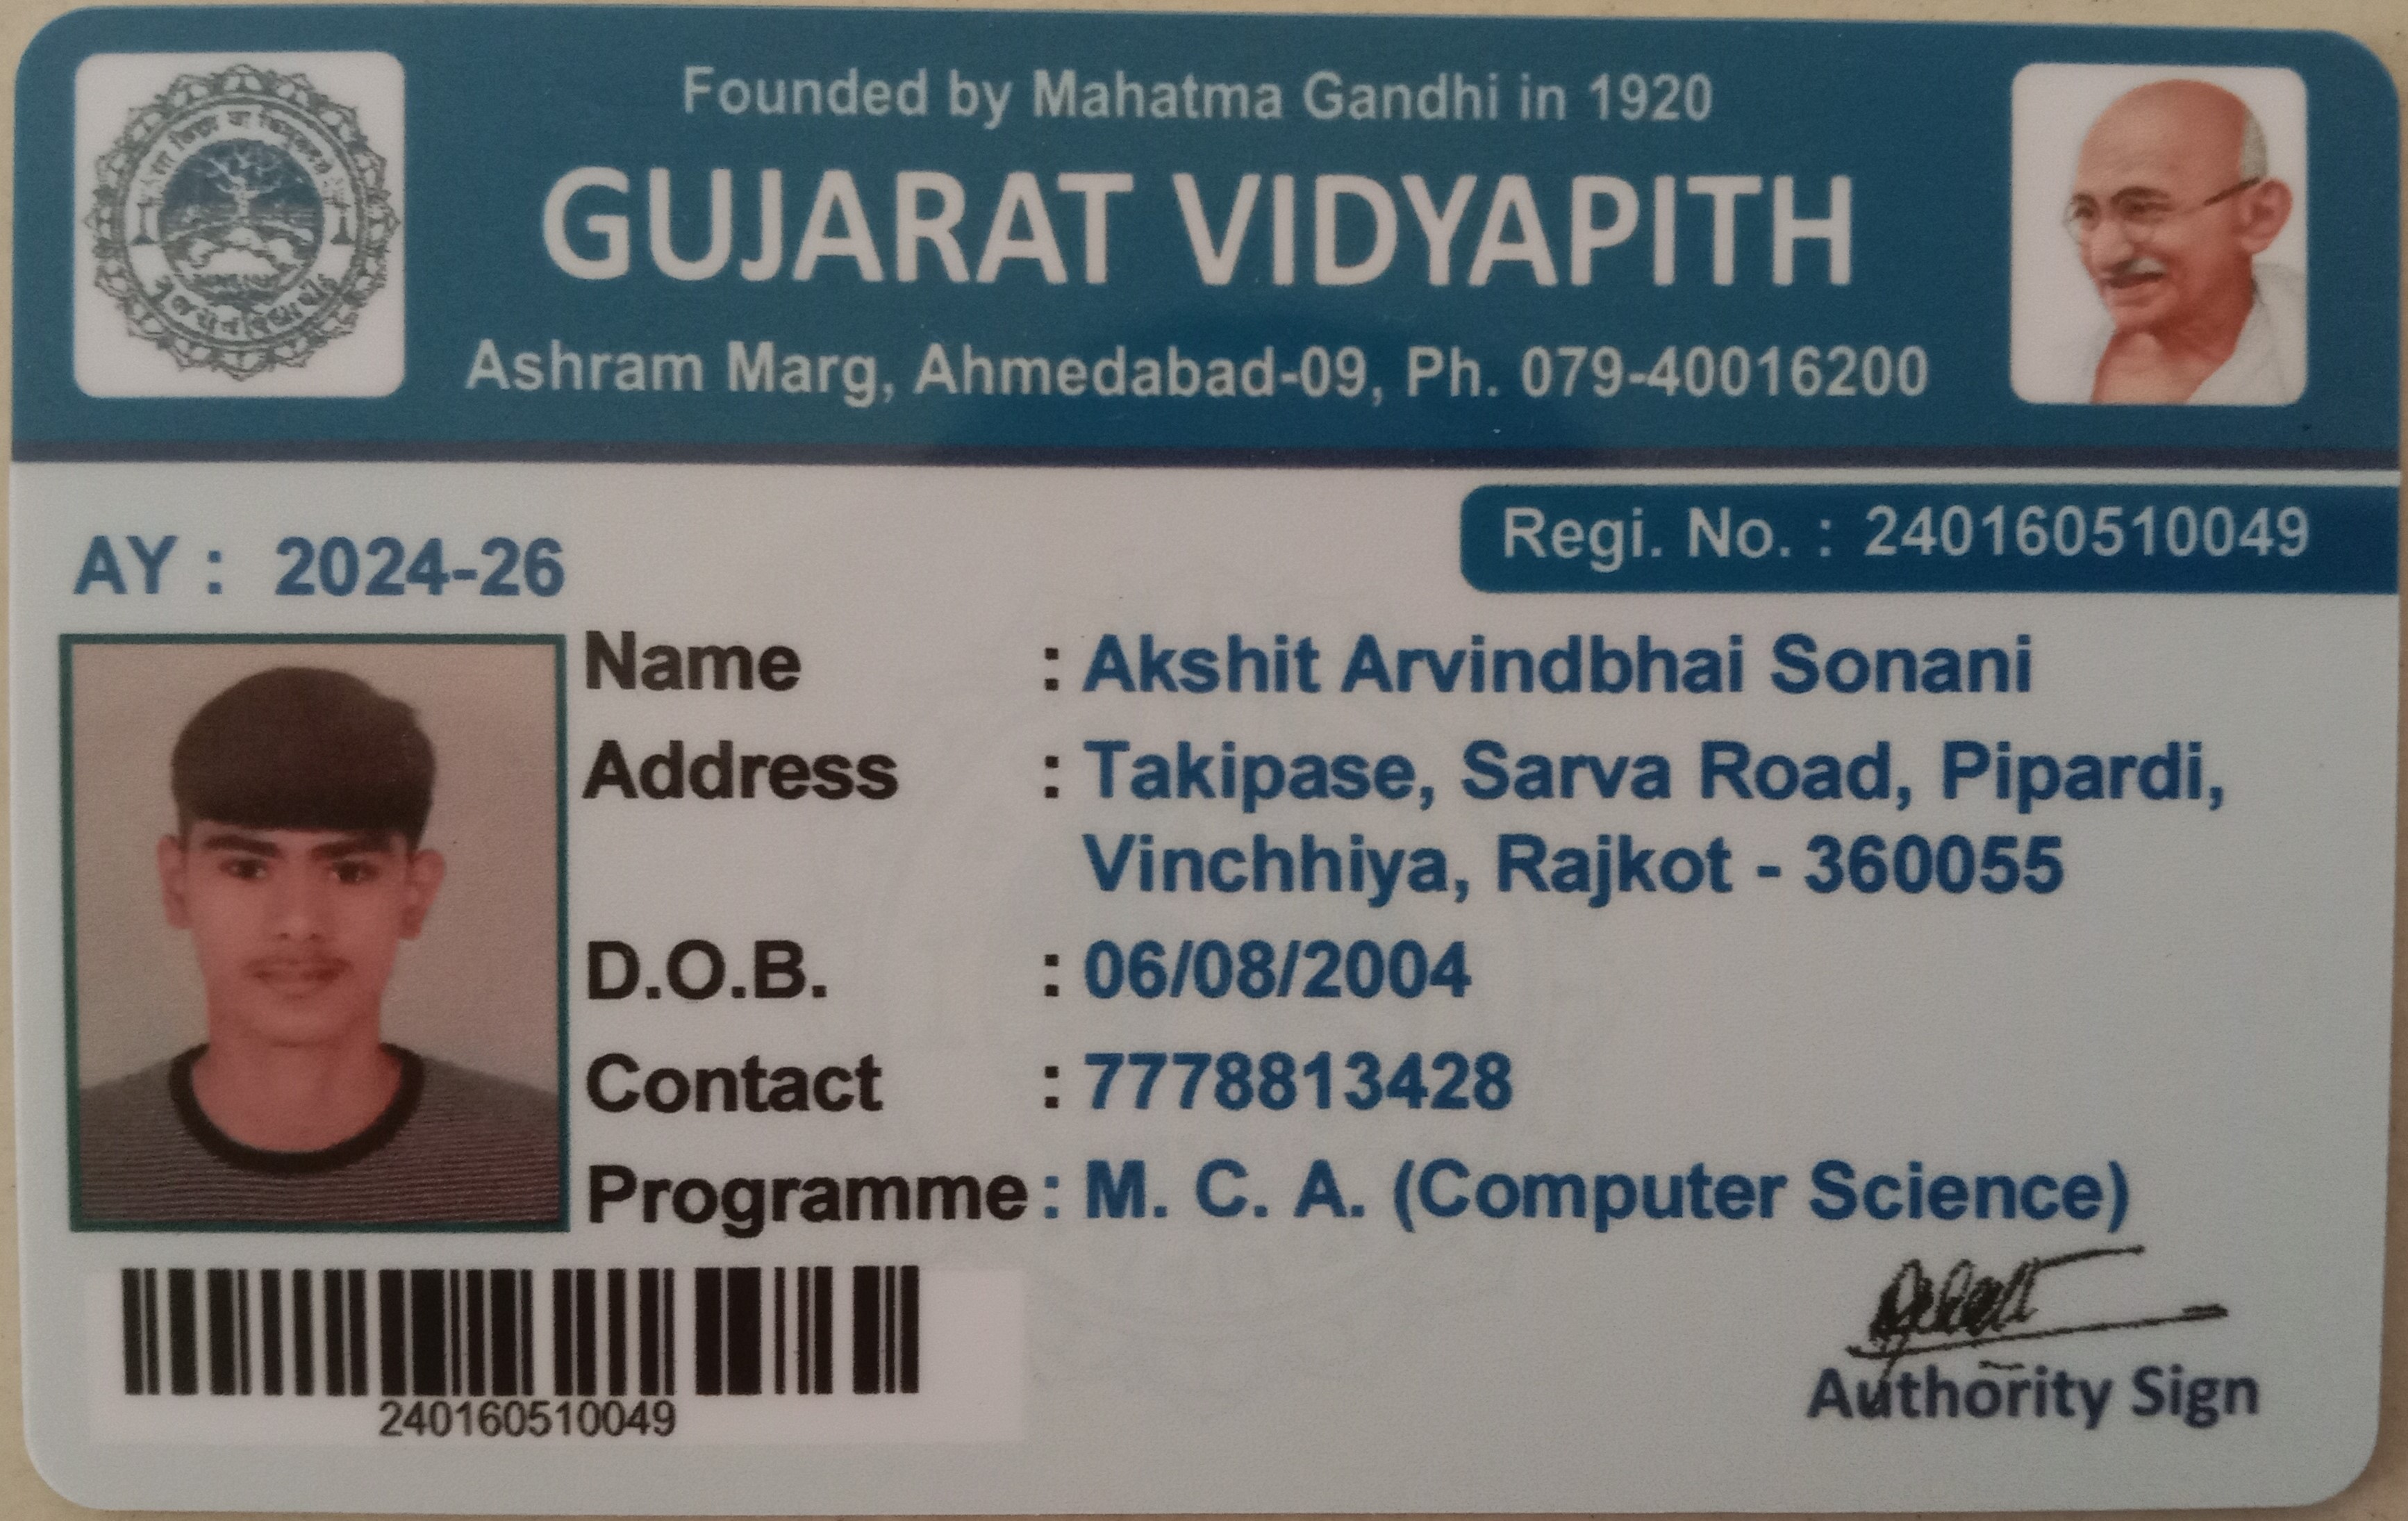 Founded by Mahatma Gandhi in 1920
GUJARAT VIDYAPITH
Ashram Marg, Ahmedabad-09, Ph. 079-40016200
Regi. No. : 240160510049
AY : 2024-26
Name : Akshit Arvindbhai Sonani
Address : Takipase, Sarva Road, Pipardi,
Vinchhiya, Rajkot - 360055
D.O.B. : 06/08/2004
Contact : 7778813428
Programme : M. C. A. (Computer Science)
240160510049
Authority Sign